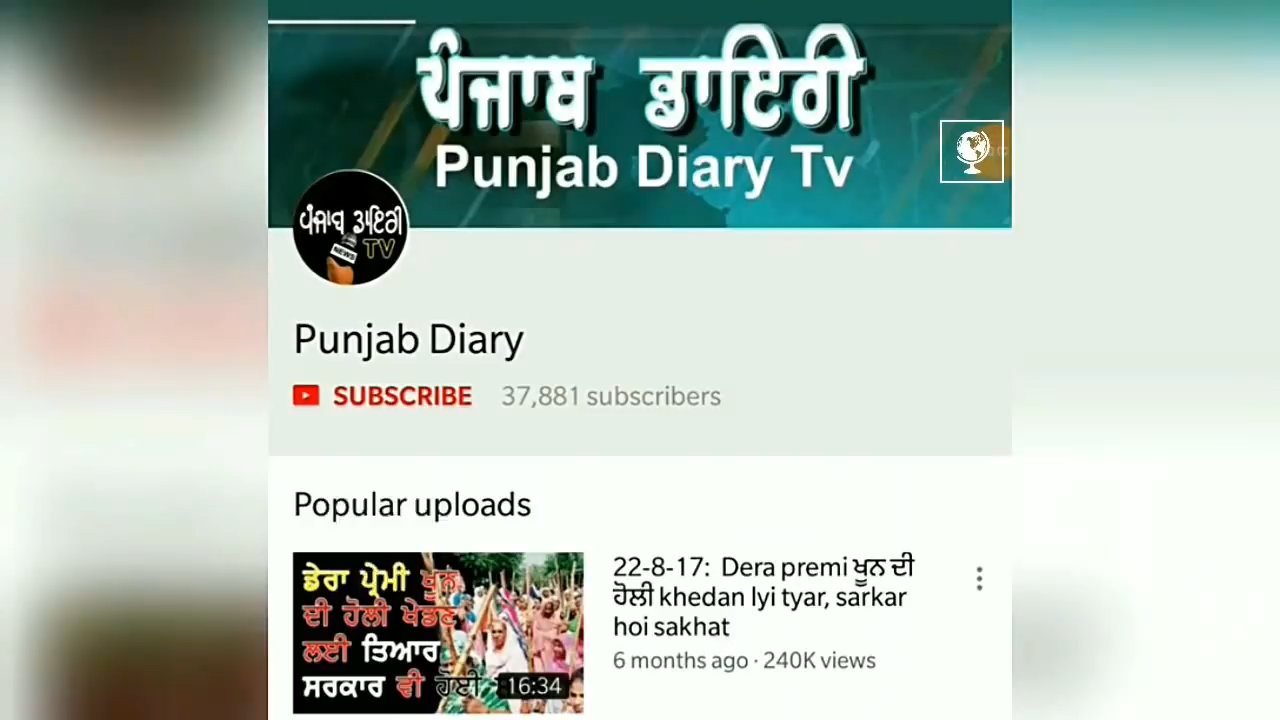 ਪੰਜਾਬ ਡਾਇਰੀ
Punjab Diary Tv
ਪੰਜਾਬ ਡਾਇਰੀ
NEWS TV
Punjab Diary
SUBSCRIBE 37,881 subscribers
Popular uploads
ਡੇਰਾ ਪ੍ਰੇਮੀ ਖੂਨ
ਦੀ ਹੋਲੀ ਖੇਡਣ
ਲਈ ਤਿਆਰ
ਸਰਕਾਰ ਵੀ ਹੋਈ
16:34
22-8-17: Dera premi ਖੂਨ ਦੀ
ਹੋਲੀ khedan lyi tyar, sarkar
hoi sakhat
6 months ago · 240K views